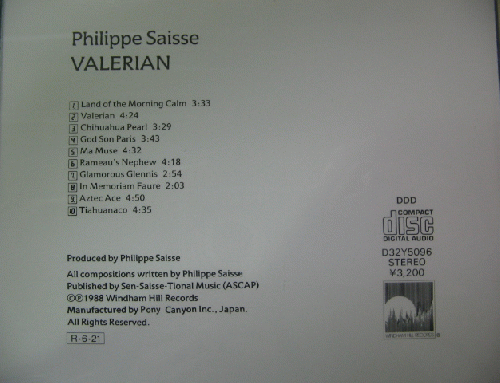 Philippe Saisse
VALERIAN
1 Land of the Morning Calm 3:33
2 Valerian 4:24
3 Chihuahua Pearl 3:29
4 God Son Paris 3:43
5 Ma Muse 4:32
6 Rameau's Nephew 4:18
7 Glamorous Glennis 2:54
8 In Memoriam Faure 2:03
9 Aztec Ace 4:50
10 Tiahuanaco 4:35
DDD
COMPACT
disc
DIGITAL AUDIO
D32Y5096
STEREO
¥3,200
Produced by Philippe Saisse
All compositions written by Philippe Saisse
Published by Sen-Saisse-Tional Music (ASCAP)
©℗1988 Windham Hill Records
Manufactured by Pony Canyon Inc., Japan.
All Rights Reserved.
R-6-21